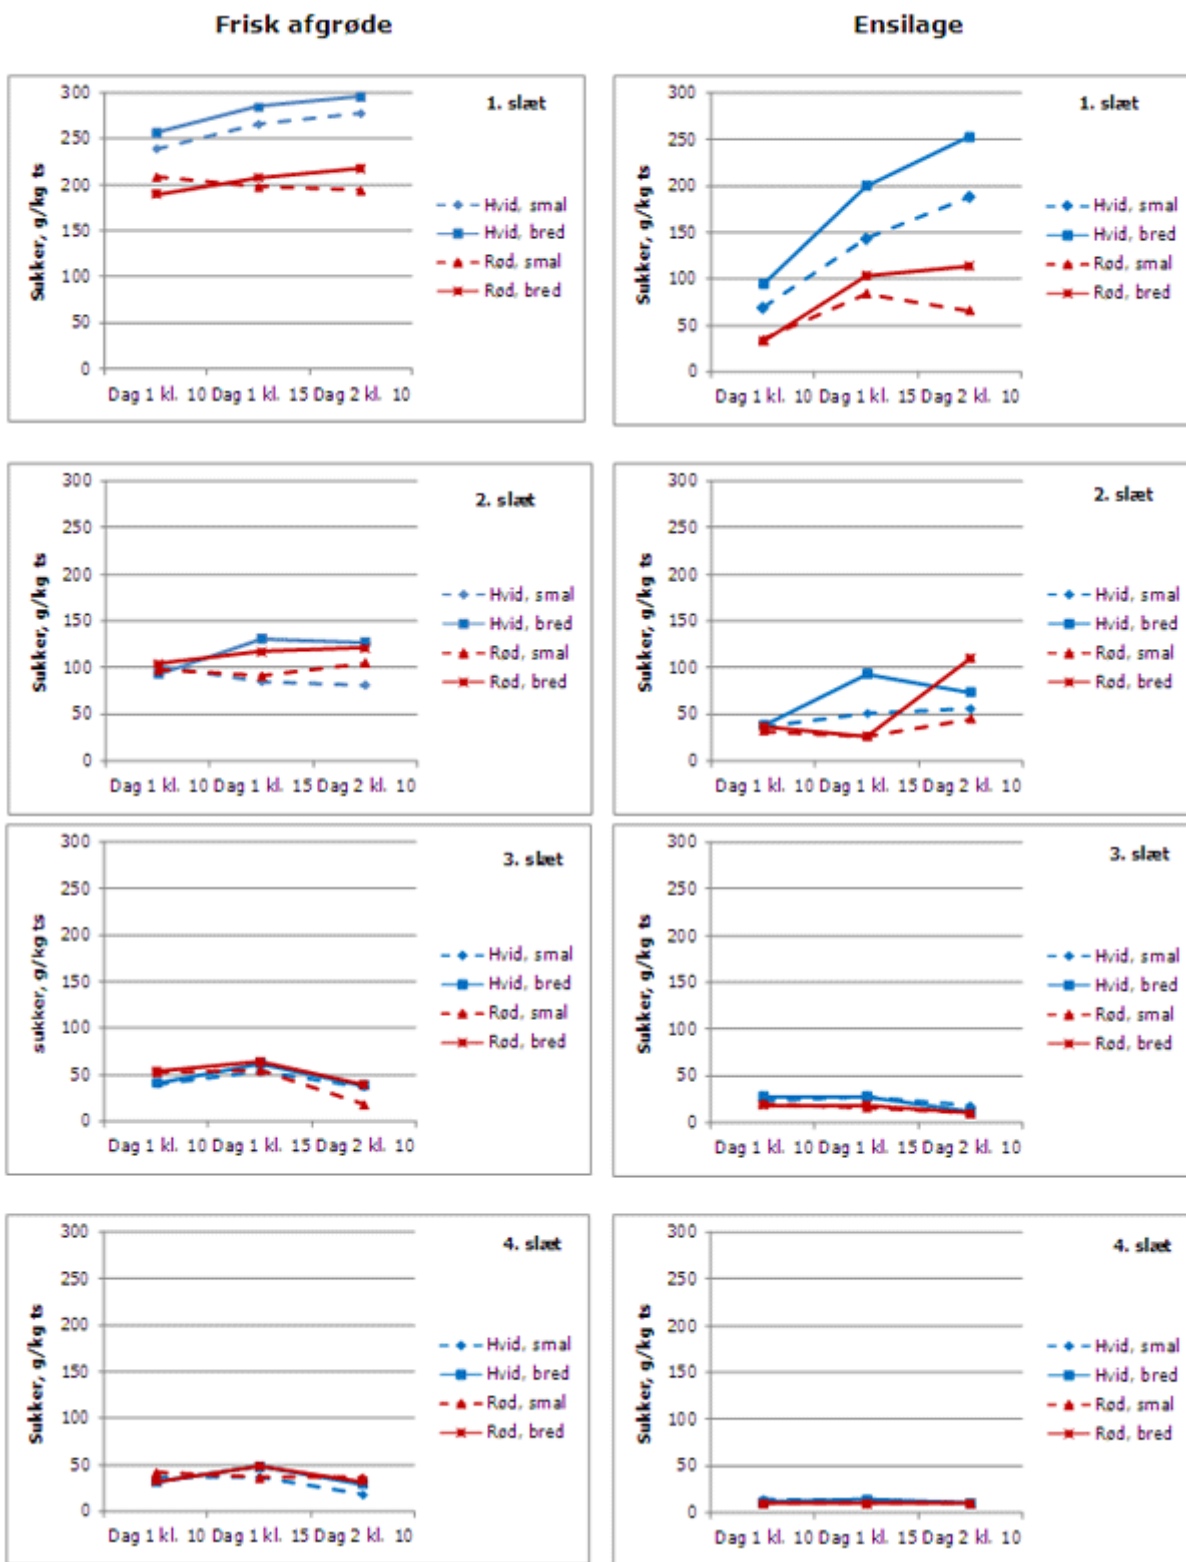 Frisk afgrøde
Ensilage
1. slæt
Sukker, g/kg ts
300
250
200
150
100
50
0
Dag 1 kl. 10 Dag 1 kl. 15 Dag 2 kl. 10
Hvid, smal
Hvid, bred
Rød, smal
Rød, bred
1. slæt
Sukker, g/kg ts
300
250
200
150
100
50
0
Dag 1 kl. 10 Dag 1 kl. 15 Dag 2 kl. 10
Hvid, smal
Hvid, bred
Rød, smal
Rød, bred
2. slæt
Sukker, g/kg ts
300
250
200
150
100
50
0
Dag 1 kl. 10 Dag 1 kl. 15 Dag 2 kl. 10
Hvid, smal
Hvid, bred
Rød, smal
Rød, bred
2. slæt
Sukker, g/kg ts
300
250
200
150
100
50
0
Dag 1 kl. 10 Dag 1 kl. 15 Dag 2 kl. 10
Hvid, smal
Hvid, bred
Rød, smal
Rød, bred
3. slæt
sukker, g/kg ts
300
250
200
150
100
50
0
Dag 1 kl. 10 Dag 1 kl. 15 Dag 2 kl. 10
Hvid, smal
Hvid, bred
Rød, smal
Rød, bred
3. slæt
Sukker, g/kg ts
300
250
200
150
100
50
0
Dag 1 kl. 10 Dag 1 kl. 15 Dag 2 kl. 10
Hvid, smal
Hvid, bred
Rød, smal
Rød, bred
4. slæt
Sukker, g/kg ts
300
250
200
150
100
50
0
Dag 1 kl. 10 Dag 1 kl. 15 Dag 2 kl. 10
Hvid, smal
Hvid, bred
Rød, smal
Rød, bred
4. slæt
Sukker, g/kg ts
300
250
200
150
100
50
0
Dag 1 kl. 10 Dag 1 kl. 15 Dag 2 kl. 10
Hvid, smal
Hvid, bred
Rød, smal
Rød, bred